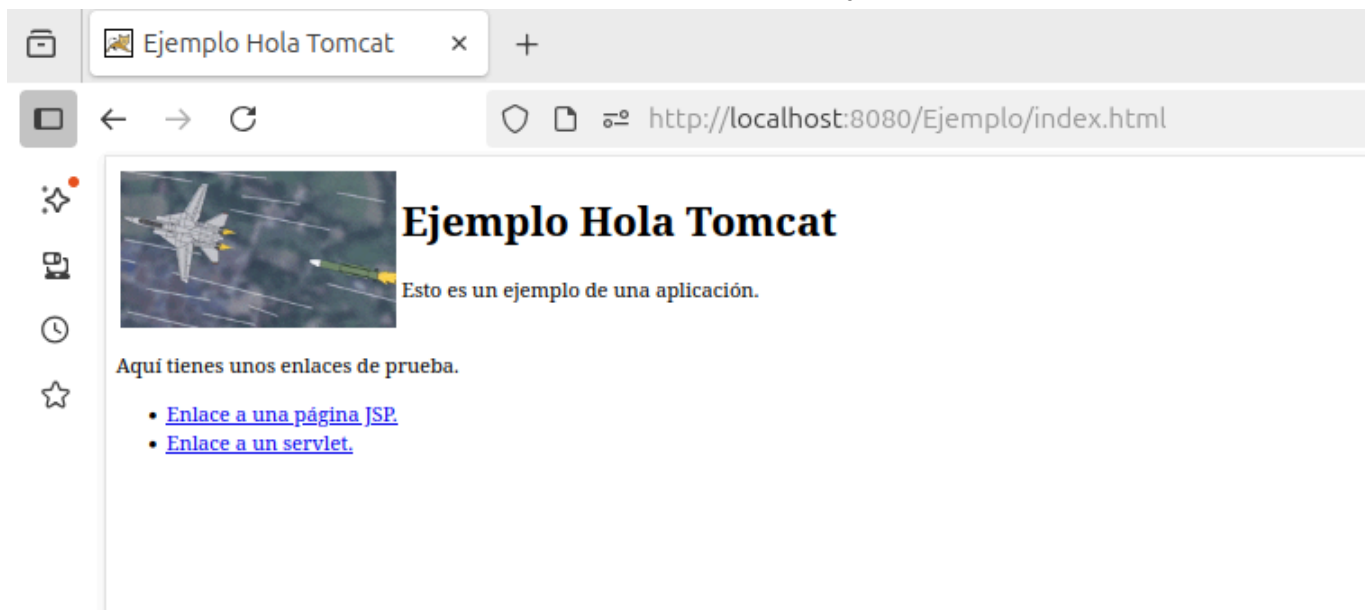 Ejemplo Hola Tomcat
http://localhost:8080/Ejemplo/index.html
Ejemplo Hola Tomcat
Esto es un ejemplo de una aplicación.
Aquí tienes unos enlaces de prueba.
Enlace a una página JSP.
Enlace a un servlet.